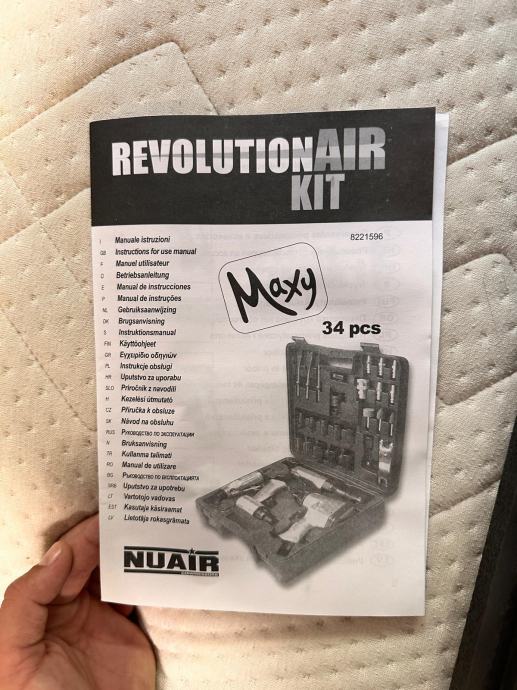 REVOLUTIONAIR
KIT
8221596
I Manuale istruzioni
GB Instructions for use manual
F Manuel utilisateur
D Betriebsanleitung
E Manual de instrucciones
P Manual de instruções
NL Gebruiksaanwijzing
DK Brugsanvisning
S Instruktionsmanual
FIN Käyttöohjeet
GR Εγχειρίδιο οδηγιών
PL Instrukcje obsługi
HR Uputstvo za uporabu
SLO Priročnik z navodili
H Kezelési útmutató
CZ Příručka k obsluze
SK Návod na obsluhu
RUS Руководство по эксплуатации
N Bruksanvisning
TR Kullanma talimati
RO Manual de utilizare
BG Ръководство по експлоатацията
SRB Uputstvo za upotrebu
LT Vartotojo vadovas
EST Kasutaja käsiraamat
LV Lietotāja rokasgrāmata
Maxy
34 pcs
NUAIR